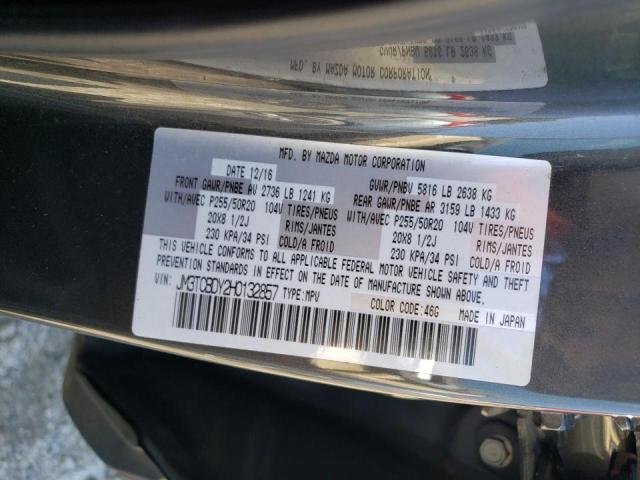 MFD. BY MAZDA MOTOR CORPORATION
DATE 12/16 GVWR/PNBV 5816 LB 2638 KG
FRONT GAWR/PNBE AV 2736 LB 1241 KG REAR GAWR/PNBE AR 3159 LB 1433 KG
WITH/AVEC P255/50R20 104V TIRES/PNEUS WITH/AVEC P255/50R20 104V TIRES/PNEUS
20X8 1/2J RIMS/JANTES 20X8 1/2J RIMS/JANTES
230 KPA/34 PSI COLD/A FROID 230 KPA/34 PSI COLD/A FROID
THIS VEHICLE CONFORMS TO ALL APPLICABLE FEDERAL MOTOR VEHICLE SAFETY AND THEFT
PREVENTION STANDARDS IN EFFECT ON THE DATE OF MANUFACTURE SHOWN ABOVE.
JM3TCBDY2H0132857 TYPE:MPV
COLOR CODE:46G MADE IN JAPAN